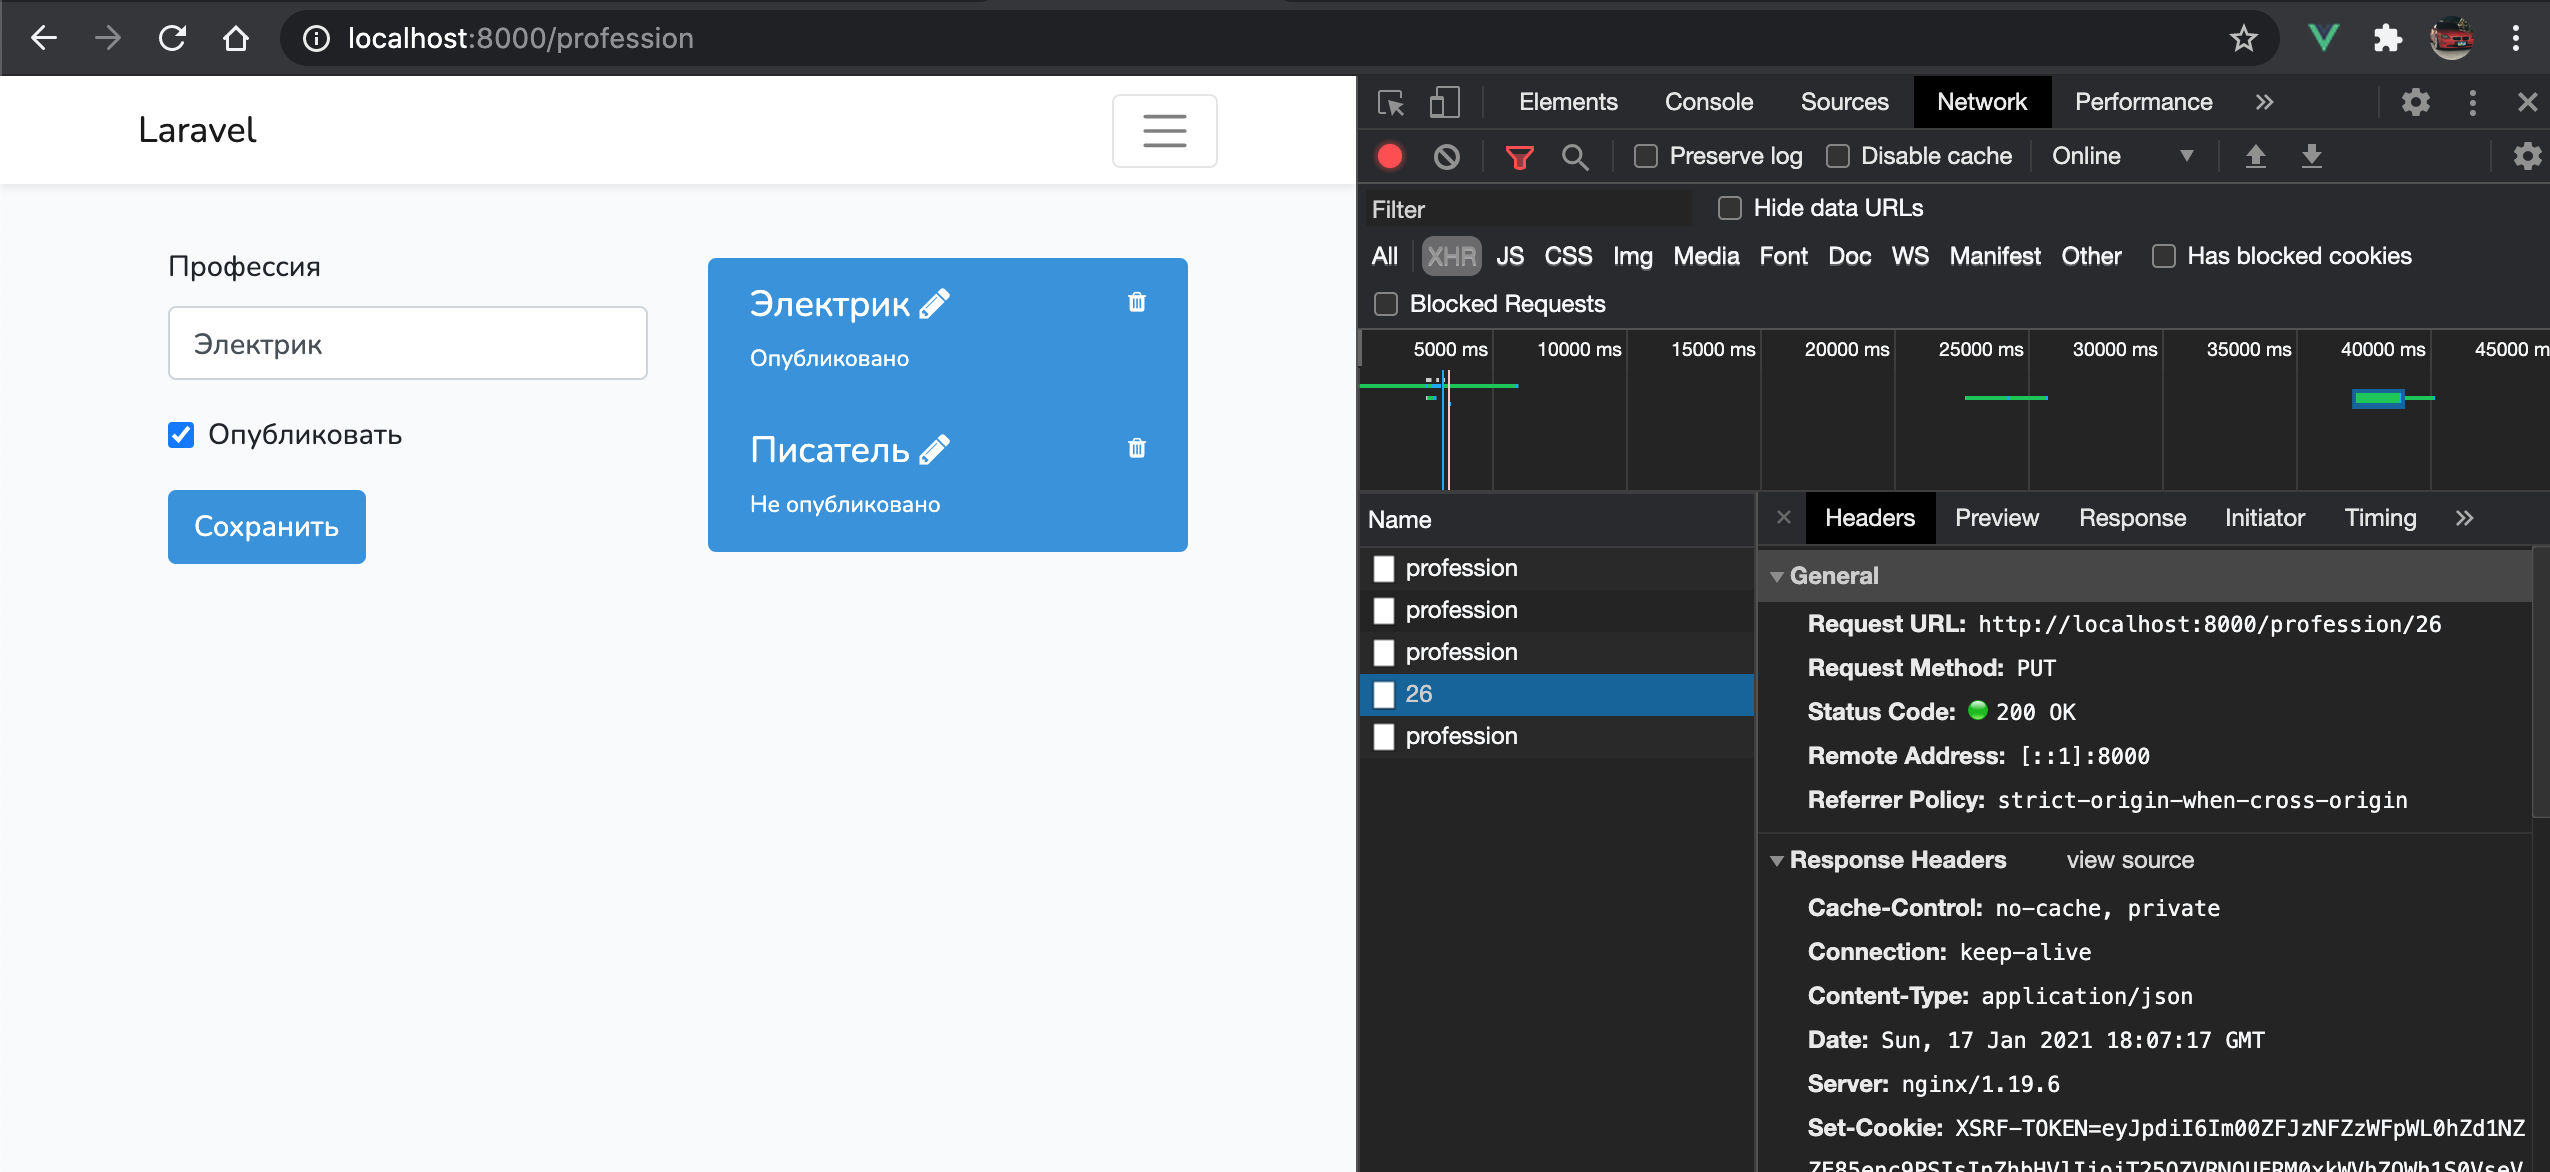 localhost:8000/profession
Laravel
Профессия
Электрик
Опубликовать
Сохранить
Электрик
Опубликовано
Писатель
Не опубликовано
Elements Console Sources Network Performance
Preserve log Disable cache Online
Filter Hide data URLs
All XHR JS CSS Img Media Font Doc WS Manifest Other Has blocked cookies
Blocked Requests
5000 ms 10000 ms 15000 ms 20000 ms 25000 ms 30000 ms 35000 ms 40000 ms 45000 m
Name
profession
profession
profession
26
profession
Headers Preview Response Initiator Timing
General
Request URL: http://localhost:8000/profession/26
Request Method: PUT
Status Code: 200 OK
Remote Address: [::1]:8000
Referrer Policy: strict-origin-when-cross-origin
Response Headers view source
Cache-Control: no-cache, private
Connection: keep-alive
Content-Type: application/json
Date: Sun, 17 Jan 2021 18:07:17 GMT
Server: nginx/1.19.6
Set-Cookie: XSRF-TOKEN=eyJpdiI6Im00ZFJzNFZzWFpWL0hZd1NZ